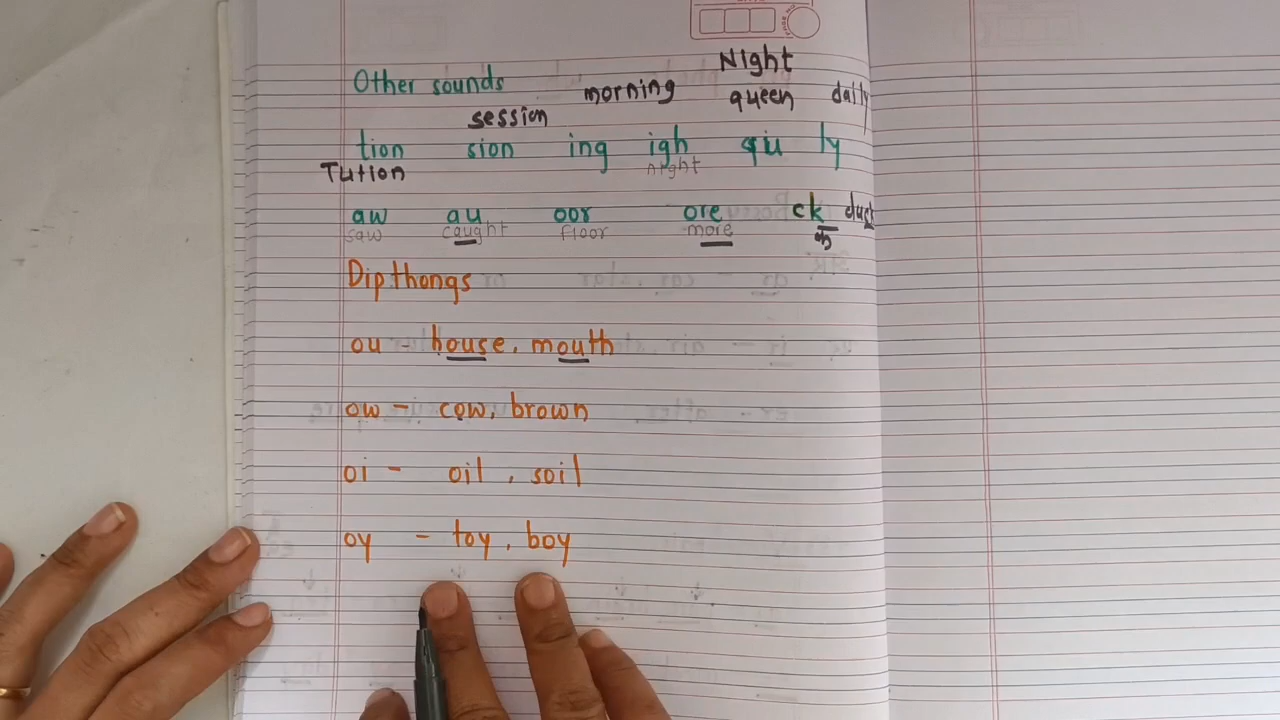 Night
Other sounds morning queen daily
session
tion sion ing igh qu ly
Tution night
aw au oor ore ck duck
saw caught floor more क
Dipthongs
ou - house, mouth
ow - cow, brown
oi - oil, soil
oy - toy, boy